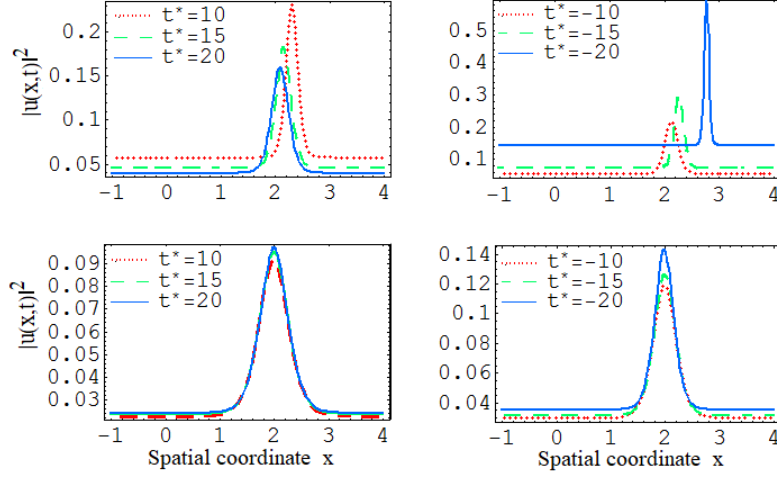 |u(x,t)|²
0.2
0.15
0.1
0.05
t*=10
t*=15
t*=20
-1 0 1 2 3 4
0.5
0.4
0.3
0.2
0.1
t*=-10
t*=-15
t*=-20
-1 0 1 2 3 4
|u(x,t)|²
0.09
0.08
0.07
0.06
0.05
0.04
0.03
t*=10
t*=15
t*=20
-1 0 1 2 3 4
Spatial coordinate x
0.14
0.12
0.1
0.08
0.06
0.04
t*=-10
t*=-15
t*=-20
-1 0 1 2 3 4
Spatial coordinate x